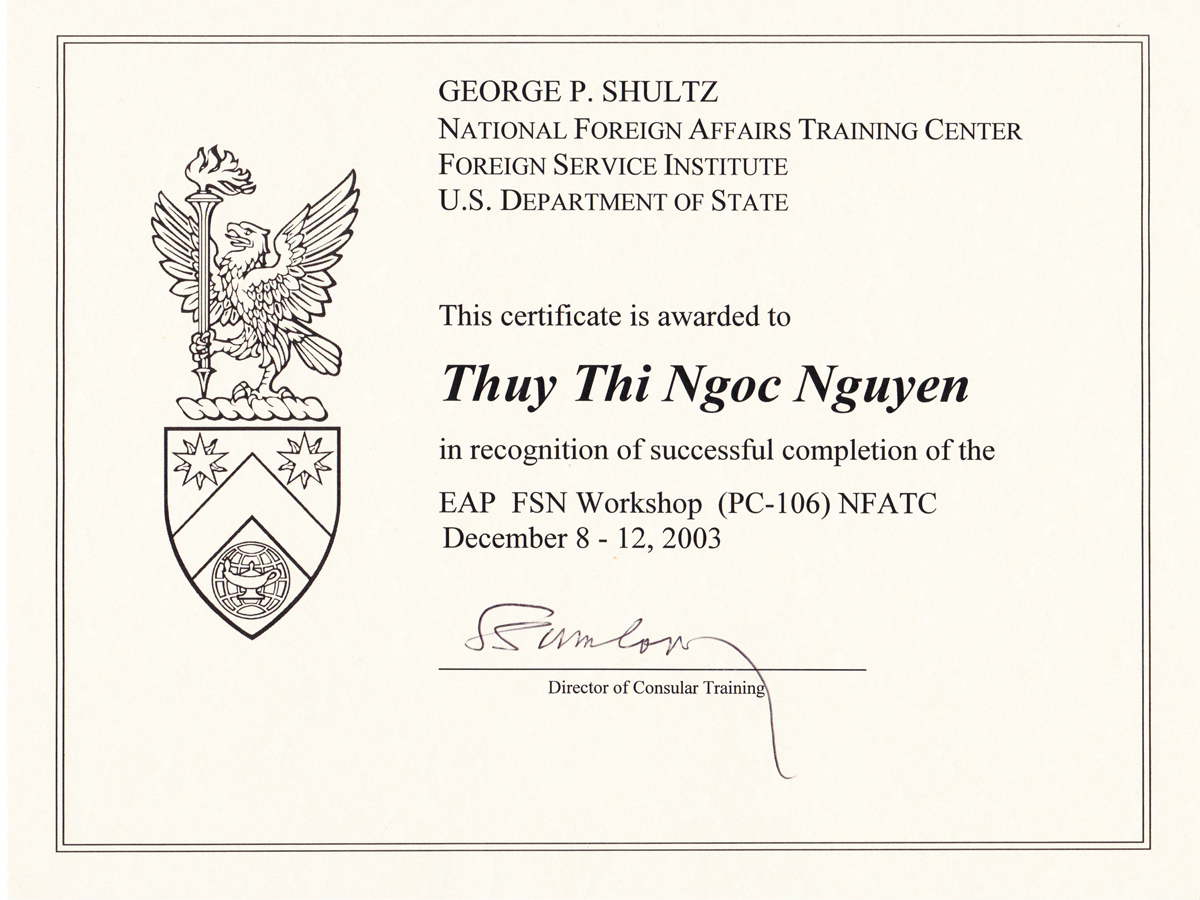 GEORGE P. SHULTZ
NATIONAL FOREIGN AFFAIRS TRAINING CENTER
FOREIGN SERVICE INSTITUTE
U.S. DEPARTMENT OF STATE
This certificate is awarded to
Thuy Thi Ngoc Nguyen
in recognition of successful completion of the
EAP FSN Workshop (PC-106) NFATC
December 8 - 12, 2003
Director of Consular Training